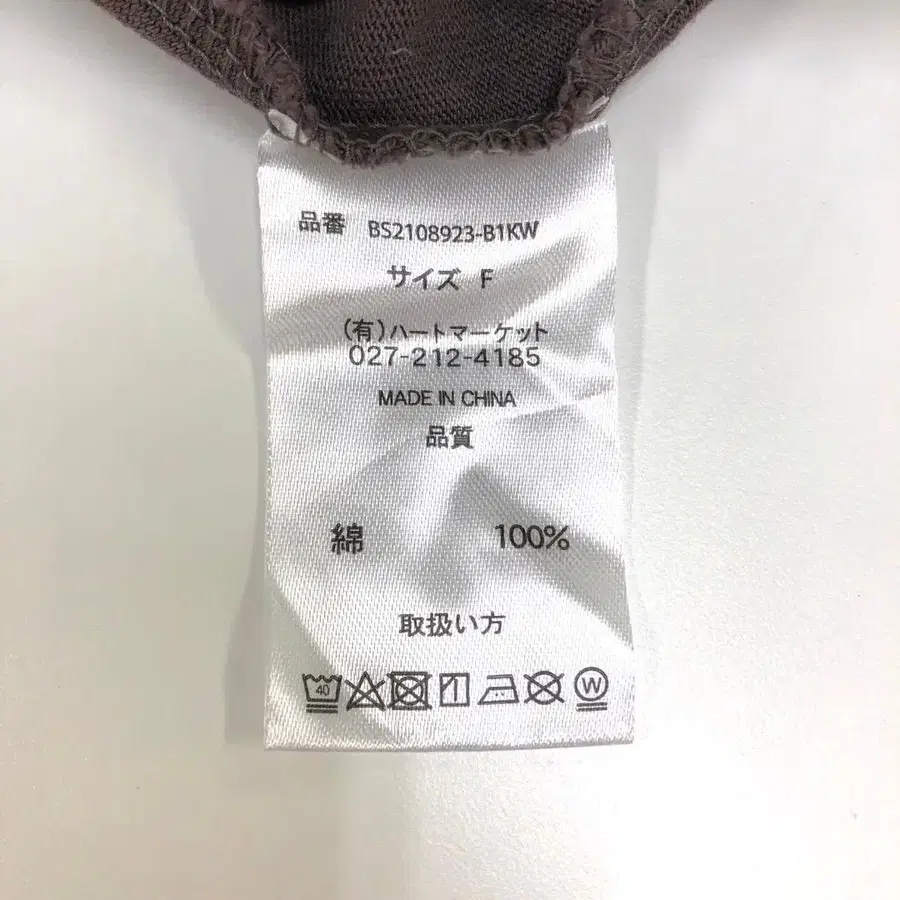 品番 BS2108923-B1KW
サイズ F
(有)ハートマーケット
027-212-4185
MADE IN CHINA
品質
綿 100%
取扱い方
40 W